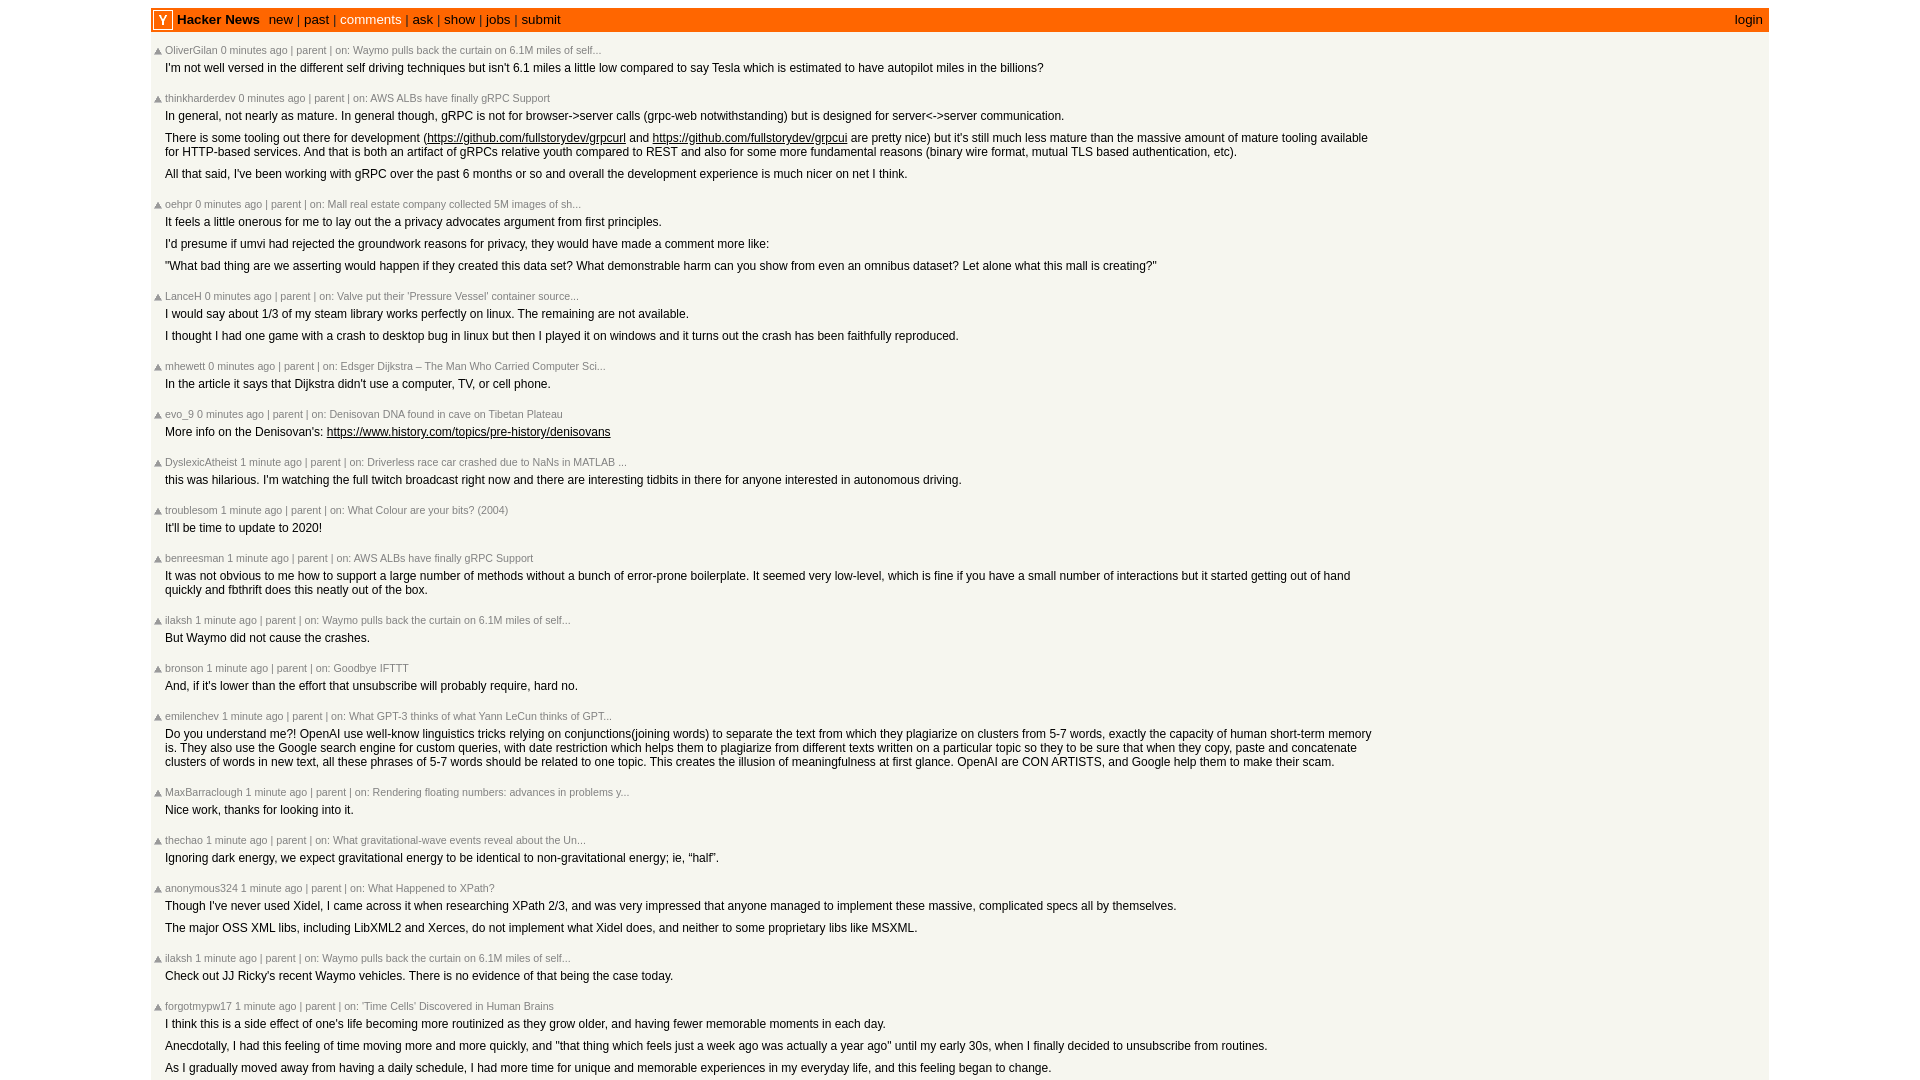 Y Hacker News new | past | comments | ask | show | jobs | submit login
OliverGilan 0 minutes ago | parent | on: Waymo pulls back the curtain on 6.1M miles of self...
I'm not well versed in the different self driving techniques but isn't 6.1 miles a little low compared to say Tesla which is estimated to have autopilot miles in the billions?
thinkharderdev 0 minutes ago | parent | on: AWS ALBs have finally gRPC Support
In general, not nearly as mature. In general though, gRPC is not for browser->server calls (grpc-web notwithstanding) but is designed for server<->server communication.
There is some tooling out there for development (https://github.com/fullstorydev/grpcurl and https://github.com/fullstorydev/grpcui are pretty nice) but it's still much less mature than the massive amount of mature tooling available
for HTTP-based services. And that is both an artifact of gRPCs relative youth compared to REST and also for some more fundamental reasons (binary wire format, mutual TLS based authentication, etc).
All that said, I've been working with gRPC over the past 6 months or so and overall the development experience is much nicer on net I think.
oehpr 0 minutes ago | parent | on: Mall real estate company collected 5M images of sh...
It feels a little onerous for me to lay out the a privacy advocates argument from first principles.
I'd presume if umvi had rejected the groundwork reasons for privacy, they would have made a comment more like:
"What bad thing are we asserting would happen if they created this data set? What demonstrable harm can you show from even an omnibus dataset? Let alone what this mall is creating?"
LanceH 0 minutes ago | parent | on: Valve put their 'Pressure Vessel' container source...
I would say about 1/3 of my steam library works perfectly on linux. The remaining are not available.
I thought I had one game with a crash to desktop bug in linux but then I played it on windows and it turns out the crash has been faithfully reproduced.
mhewett 0 minutes ago | parent | on: Edsger Dijkstra – The Man Who Carried Computer Sci...
In the article it says that Dijkstra didn't use a computer, TV, or cell phone.
evo_9 0 minutes ago | parent | on: Denisovan DNA found in cave on Tibetan Plateau
More info on the Denisovan's: https://www.history.com/topics/pre-history/denisovans
DyslexicAtheist 1 minute ago | parent | on: Driverless race car crashed due to NaNs in MATLAB ...
this was hilarious. I'm watching the full twitch broadcast right now and there are interesting tidbits in there for anyone interested in autonomous driving.
troublesom 1 minute ago | parent | on: What Colour are your bits? (2004)
It'll be time to update to 2020!
benreesman 1 minute ago | parent | on: AWS ALBs have finally gRPC Support
It was not obvious to me how to support a large number of methods without a bunch of error-prone boilerplate. It seemed very low-level, which is fine if you have a small number of interactions but it started getting out of hand
quickly and fbthrift does this neatly out of the box.
ilaksh 1 minute ago | parent | on: Waymo pulls back the curtain on 6.1M miles of self...
But Waymo did not cause the crashes.
bronson 1 minute ago | parent | on: Goodbye IFTTT
And, if it's lower than the effort that unsubscribe will probably require, hard no.
emilenchev 1 minute ago | parent | on: What GPT-3 thinks of what Yann LeCun thinks of GPT...
Do you understand me?! OpenAI use well-know linguistics tricks relying on conjunctions(joining words) to separate the text from which they plagiarize on clusters from 5-7 words, exactly the capacity of human short-term memory
is. They also use the Google search engine for custom queries, with date restriction which helps them to plagiarize from different texts written on a particular topic so they to be sure that when they copy, paste and concatenate
clusters of words in new text, all these phrases of 5-7 words should be related to one topic. This creates the illusion of meaningfulness at first glance. OpenAI are CON ARTISTS, and Google help them to make their scam.
MaxBarraclough 1 minute ago | parent | on: Rendering floating numbers: advances in problems y...
Nice work, thanks for looking into it.
thechao 1 minute ago | parent | on: What gravitational-wave events reveal about the Un...
Ignoring dark energy, we expect gravitational energy to be identical to non-gravitational energy; ie, “half”.
anonymous324 1 minute ago | parent | on: What Happened to XPath?
Though I've never used Xidel, I came across it when researching XPath 2/3, and was very impressed that anyone managed to implement these massive, complicated specs all by themselves.
The major OSS XML libs, including LibXML2 and Xerces, do not implement what Xidel does, and neither to some proprietary libs like MSXML.
ilaksh 1 minute ago | parent | on: Waymo pulls back the curtain on 6.1M miles of self...
Check out JJ Ricky's recent Waymo vehicles. There is no evidence of that being the case today.
forgotmypw17 1 minute ago | parent | on: 'Time Cells' Discovered in Human Brains
I think this is a side effect of one's life becoming more routinized as they grow older, and having fewer memorable moments in each day.
Anecdotally, I had this feeling of time moving more and more quickly, and "that thing which feels just a week ago was actually a year ago" until my early 30s, when I finally decided to unsubscribe from routines.
As I gradually moved away from having a daily schedule, I had more time for unique and memorable experiences in my everyday life, and this feeling began to change.